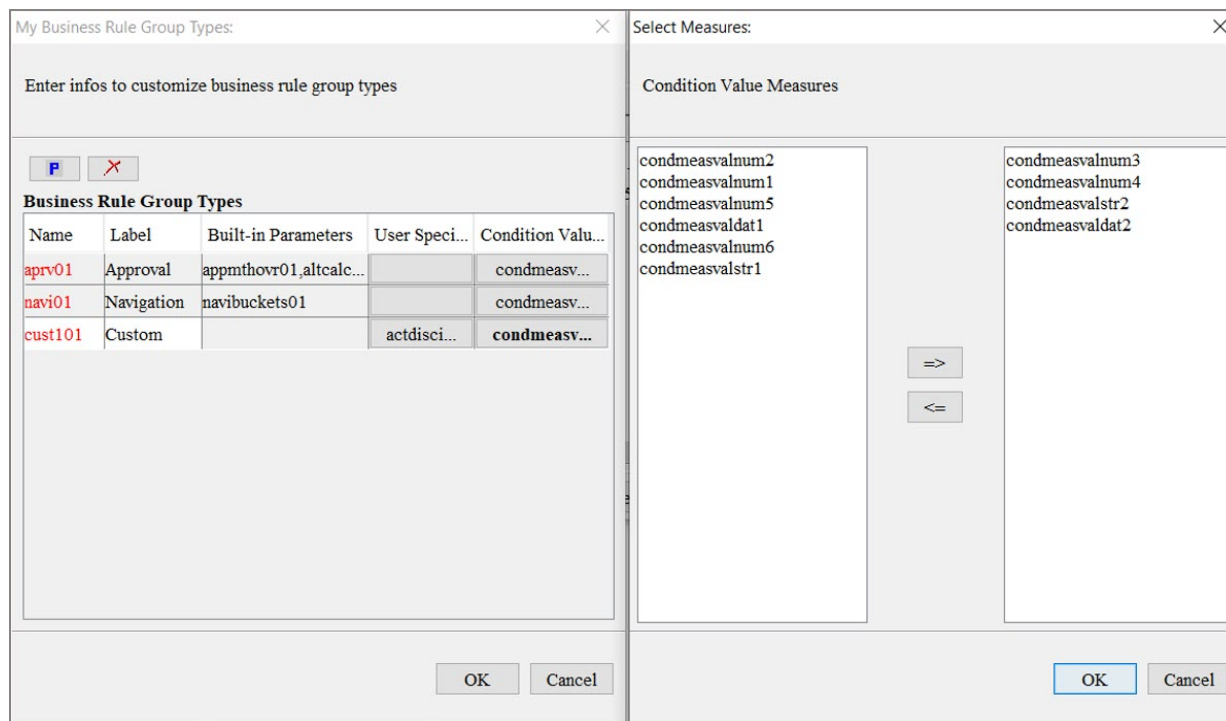 My Business Rule Group Types:
Enter infos to customize business rule group types
P
Business Rule Group Types
Name Label Built-in Parameters User Speci... Condition Valu...
aprv01 Approval appmthovr01,altcalc... condmeasv...
navi01 Navigation navibuckets01 condmeasv...
cust101 Custom actdisci... condmeasv...
OK Cancel
Select Measures:
Condition Value Measures
condmeasvalnum2
condmeasvalnum1
condmeasvalnum5
condmeasvaldat1
condmeasvalnum6
condmeasvalstr1
=>
<=
condmeasvalnum3
condmeasvalnum4
condmeasvalstr2
condmeasvaldat2
OK Cancel